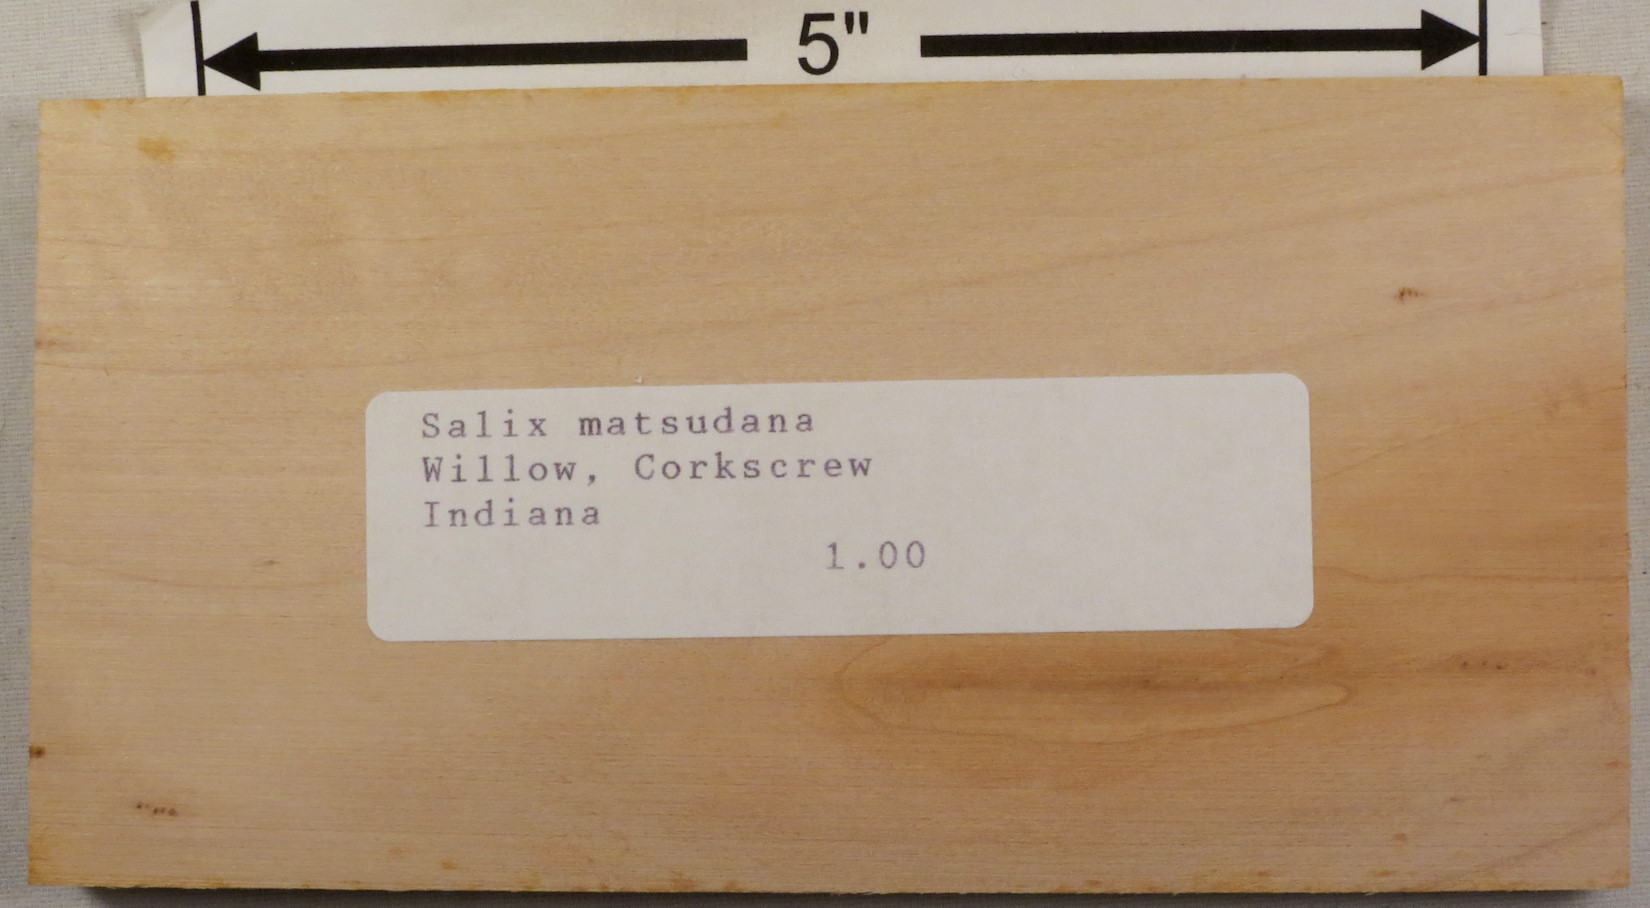 5"
Salix matsudana
Willow, Corkscrew
Indiana
1.00